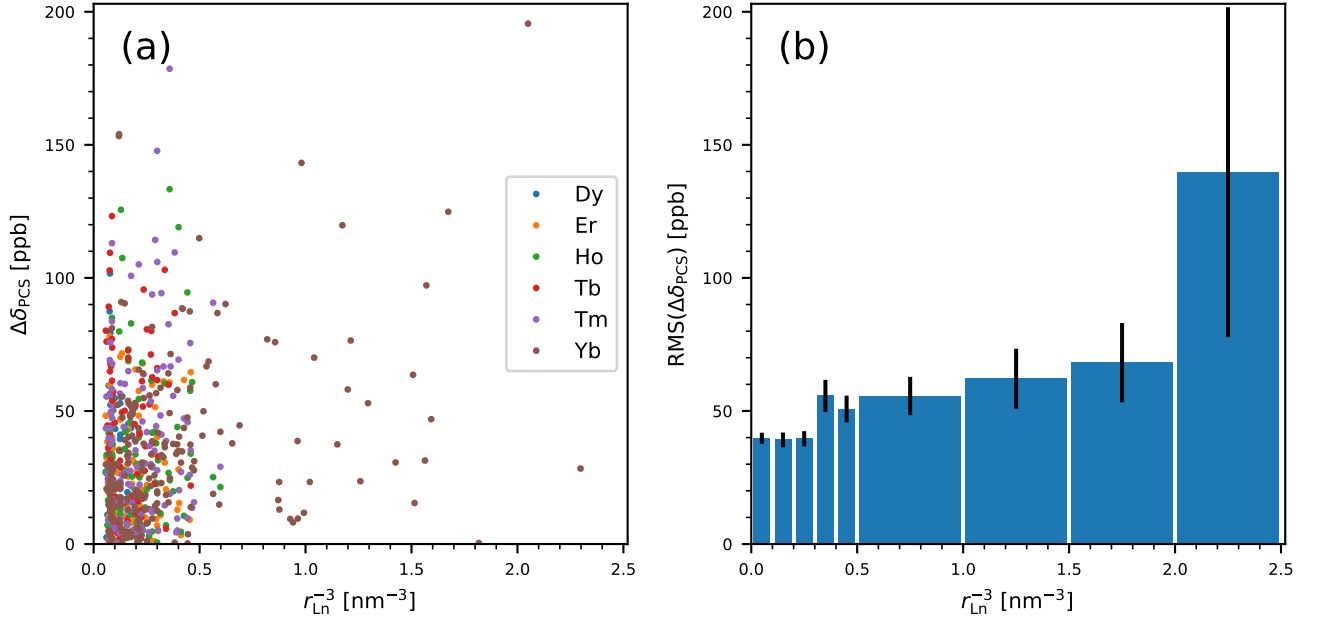 (a)
200
150
100
50
0
Δδ_PCS [ppb]
Dy
Er
Ho
Tb
Tm
Yb
0.0 0.5 1.0 1.5 2.0 2.5
r_Ln^−3 [nm^−3]
(b)
200
150
100
50
0
RMS(Δδ_PCS) [ppb]
0.0 0.5 1.0 1.5 2.0 2.5
r_Ln^−3 [nm^−3]